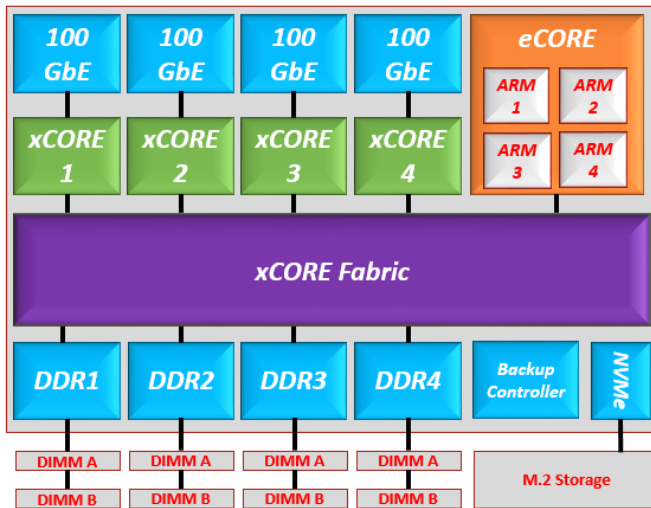 100
GbE
100
GbE
100
GbE
100
GbE
eCORE
ARM
1
ARM
2
ARM
3
ARM
4
xCORE
1
xCORE
2
xCORE
3
xCORE
4
xCORE Fabric
DDR1
DDR2
DDR3
DDR4
Backup
Controller
NVMe
DIMM A
DIMM A
DIMM A
DIMM A
M.2 Storage
DIMM B
DIMM B
DIMM B
DIMM B